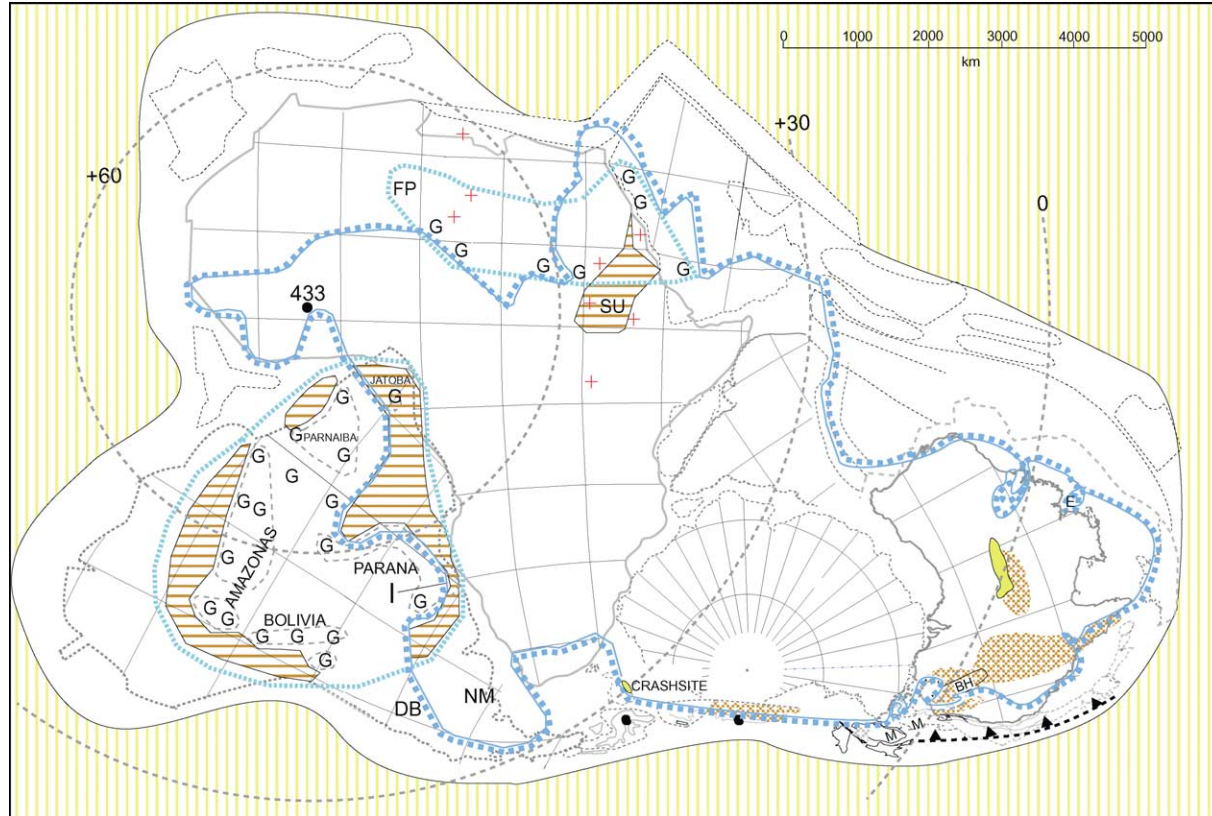 0 1000 2000 3000 4000 5000
km
+30
+60
0
FP
G
G
G
G
G
G
G
433
SU
JATOBA
G
G
G
PARNAIBA
G
G
G
G
G
G
E
G
G
AMAZONAS
PARANA
I
G
G
G
BOLIVIA
G
G
G
G
DB
NM
CRASHSITE
BH
M
M